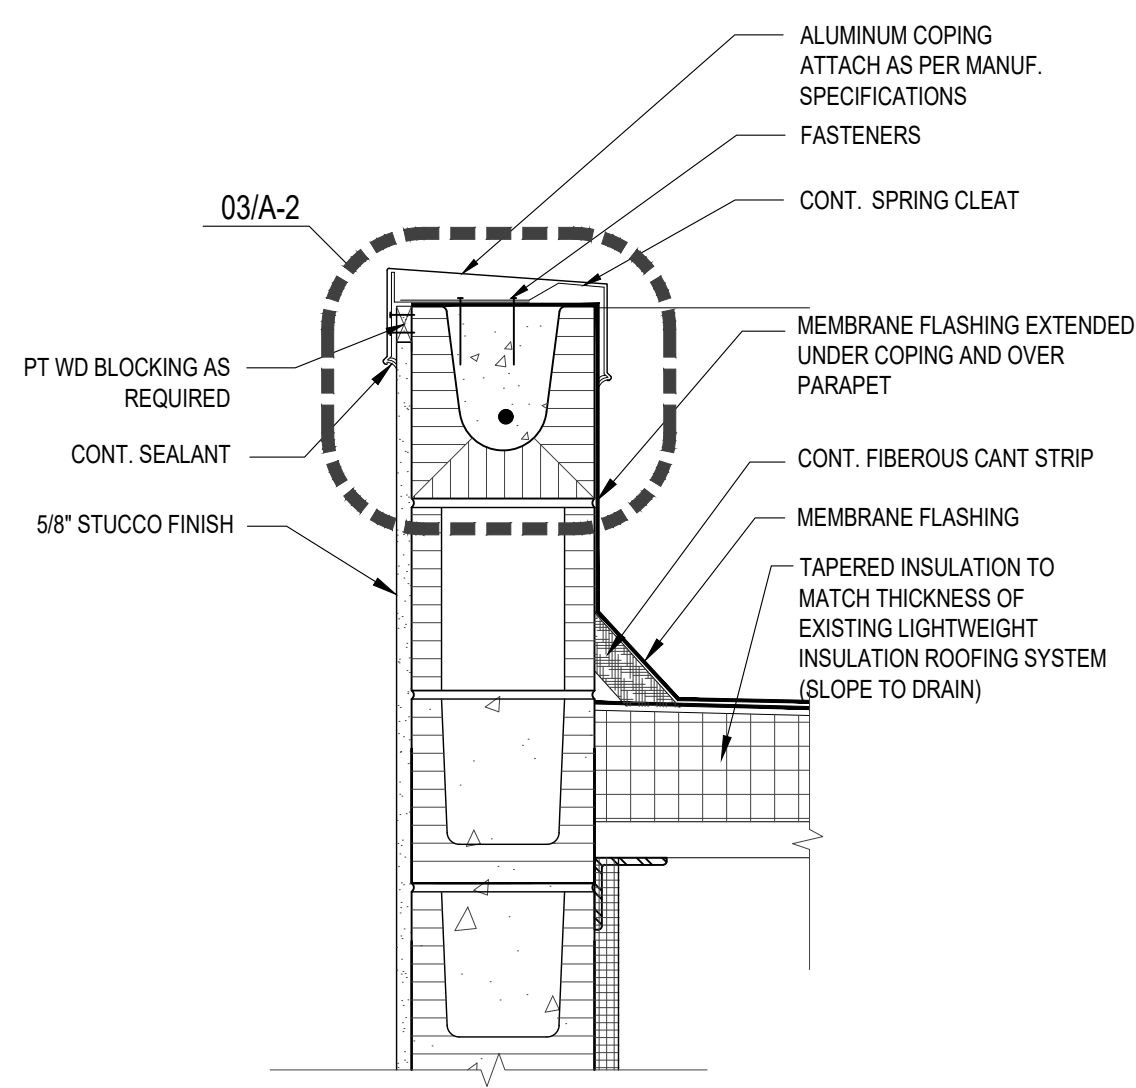 ALUMINUM COPING
ATTACH AS PER MANUF.
SPECIFICATIONS
FASTENERS
CONT. SPRING CLEAT
03/A-2
MEMBRANE FLASHING EXTENDED
UNDER COPING AND OVER
PARAPET
PT WD BLOCKING AS
REQUIRED
CONT. SEALANT
CONT. FIBEROUS CANT STRIP
5/8" STUCCO FINISH
MEMBRANE FLASHING
TAPERED INSULATION TO
MATCH THICKNESS OF
EXISTING LIGHTWEIGHT
INSULATION ROOFING SYSTEM
(SLOPE TO DRAIN)